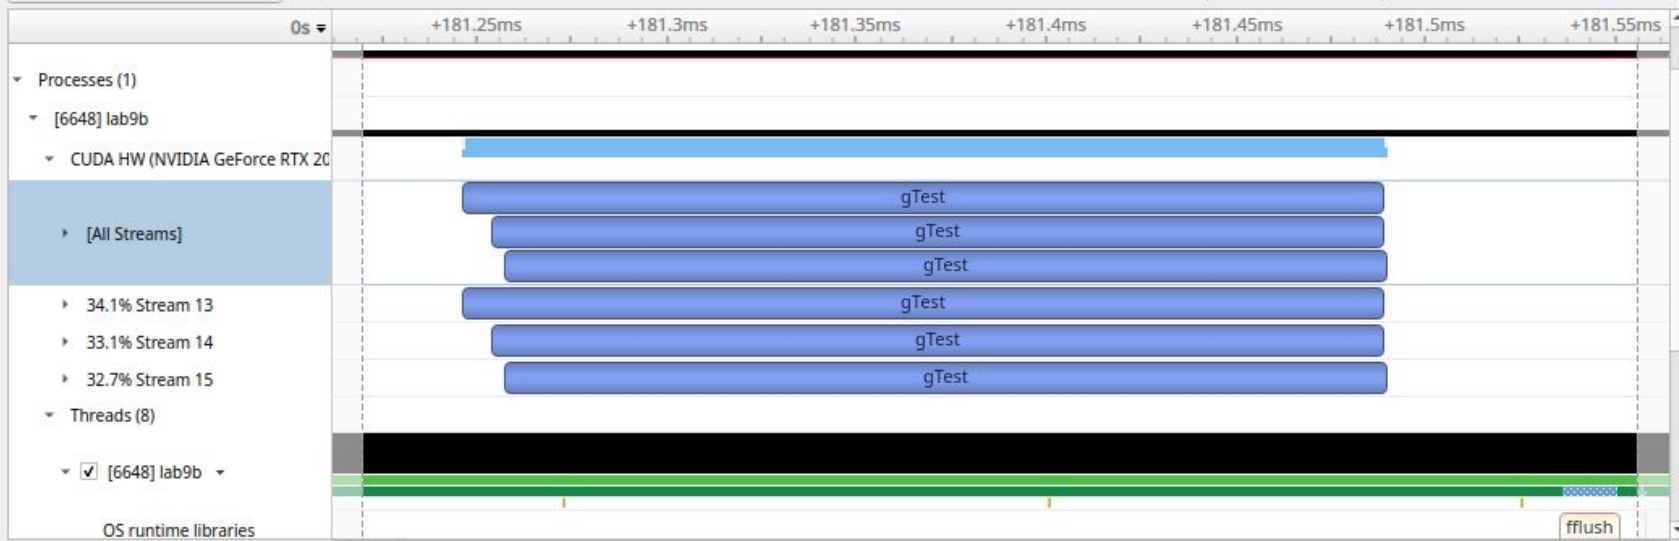 0s +181.25ms +181.3ms +181.35ms +181.4ms +181.45ms +181.5ms +181.55ms
Processes (1)
[6648] lab9b
CUDA HW (NVIDIA GeForce RTX 20
gTest
[All Streams] gTest
gTest
34.1% Stream 13 gTest
33.1% Stream 14 gTest
32.7% Stream 15 gTest
Threads (8)
[6648] lab9b
OS runtime libraries fflush